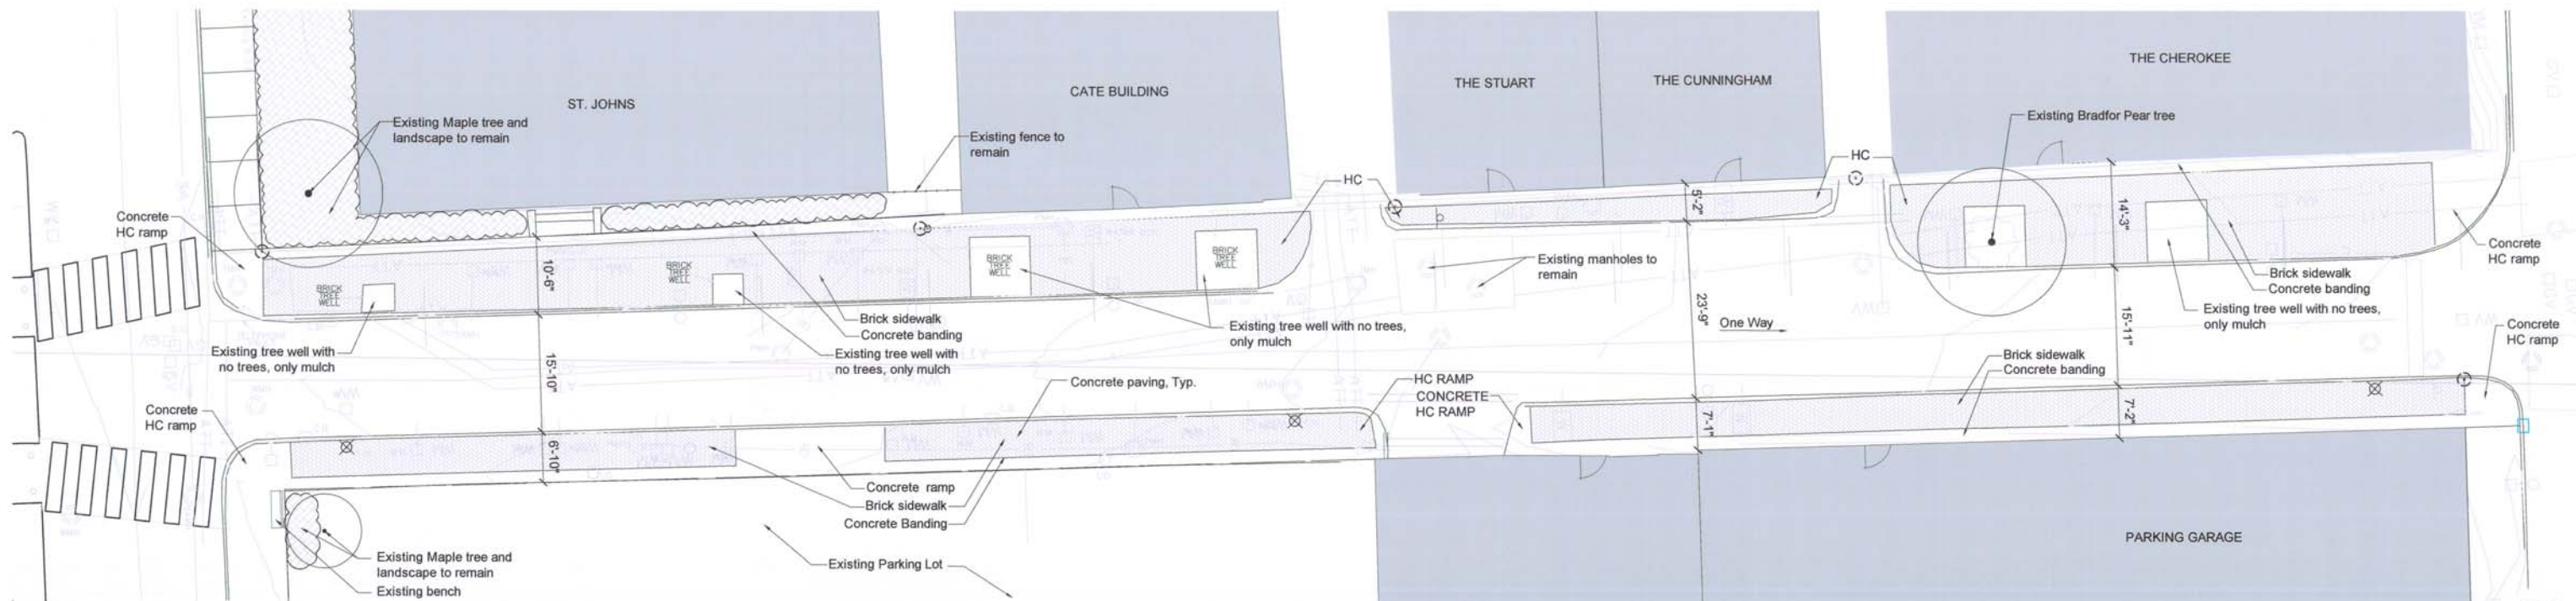 ST. JOHNS
CATE BUILDING
THE STUART
THE CUNNINGHAM
THE CHEROKEE
Existing Maple tree and
landscape to remain
Existing fence to
remain
Existing Bradfor Pear tree
HC
HC
Concrete
HC ramp
5'-2"
14'-3"
10'-6"
BRICK
TREE
WELL
BRICK
TREE
WELL
BRICK
TREE
WELL
BRICK
TREE
WELL
Existing manholes to
remain
Concrete
HC ramp
Brick sidewalk
Concrete banding
Existing tree well with no trees,
only mulch
Brick sidewalk
Concrete banding
Existing tree well with
no trees, only mulch
Existing tree well with no trees,
only mulch
Existing tree well with
no trees, only mulch
23'-9"
One Way
15'-11"
15'-10"
Concrete
HC ramp
Brick sidewalk
Concrete banding
Concrete paving, Typ.
HC RAMP
CONCRETE
HC RAMP
Concrete
HC ramp
6'-10"
7'-1"
7'-2"
Concrete ramp
Brick sidewalk
Concrete Banding
Existing Maple tree and
landscape to remain
Existing bench
Existing Parking Lot
PARKING GARAGE